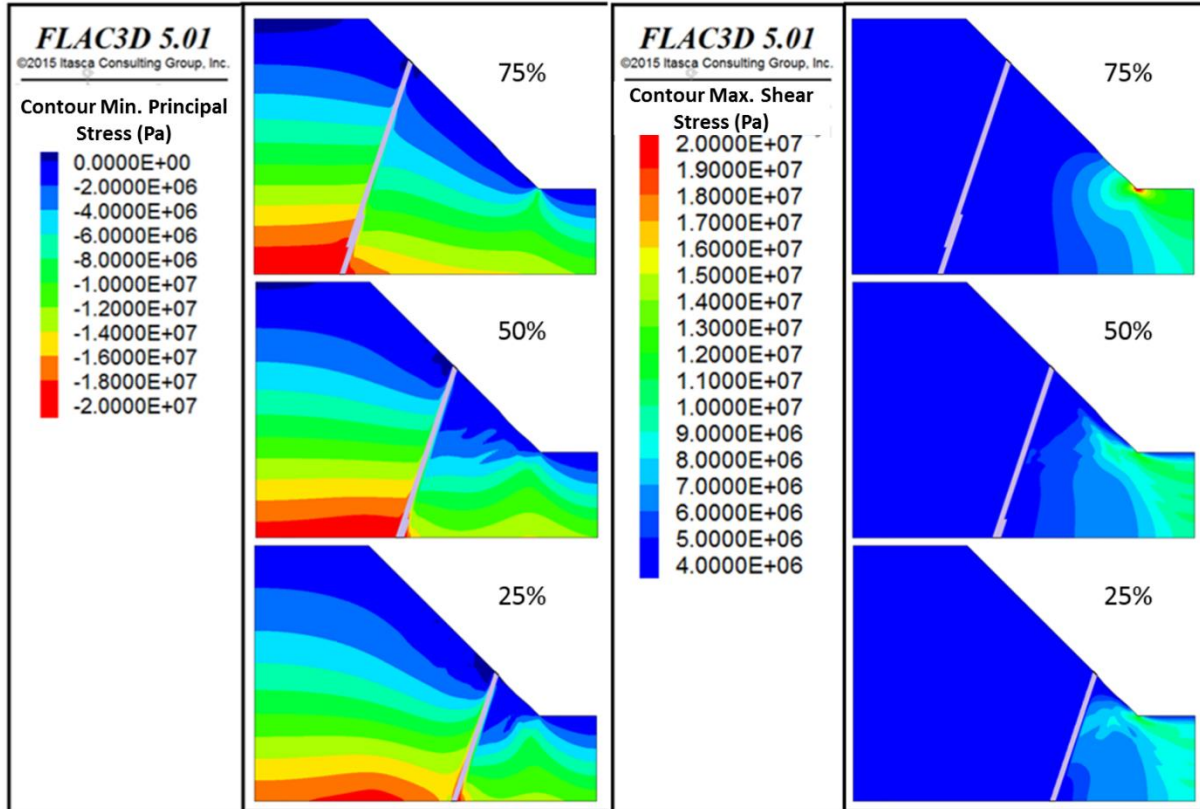 FLAC3D 5.01
©2015 Itasca Consulting Group, Inc.
Contour Min. Principal
Stress (Pa)
0.0000E+00
-2.0000E+06
-4.0000E+06
-6.0000E+06
-8.0000E+06
-1.0000E+07
-1.2000E+07
-1.4000E+07
-1.6000E+07
-1.8000E+07
-2.0000E+07
75%
50%
25%
FLAC3D 5.01
©2015 Itasca Consulting Group, Inc.
Contour Max. Shear
Stress (Pa)
2.0000E+07
1.9000E+07
1.8000E+07
1.7000E+07
1.6000E+07
1.5000E+07
1.4000E+07
1.3000E+07
1.2000E+07
1.1000E+07
1.0000E+07
9.0000E+06
8.0000E+06
7.0000E+06
6.0000E+06
5.0000E+06
4.0000E+06
75%
50%
25%